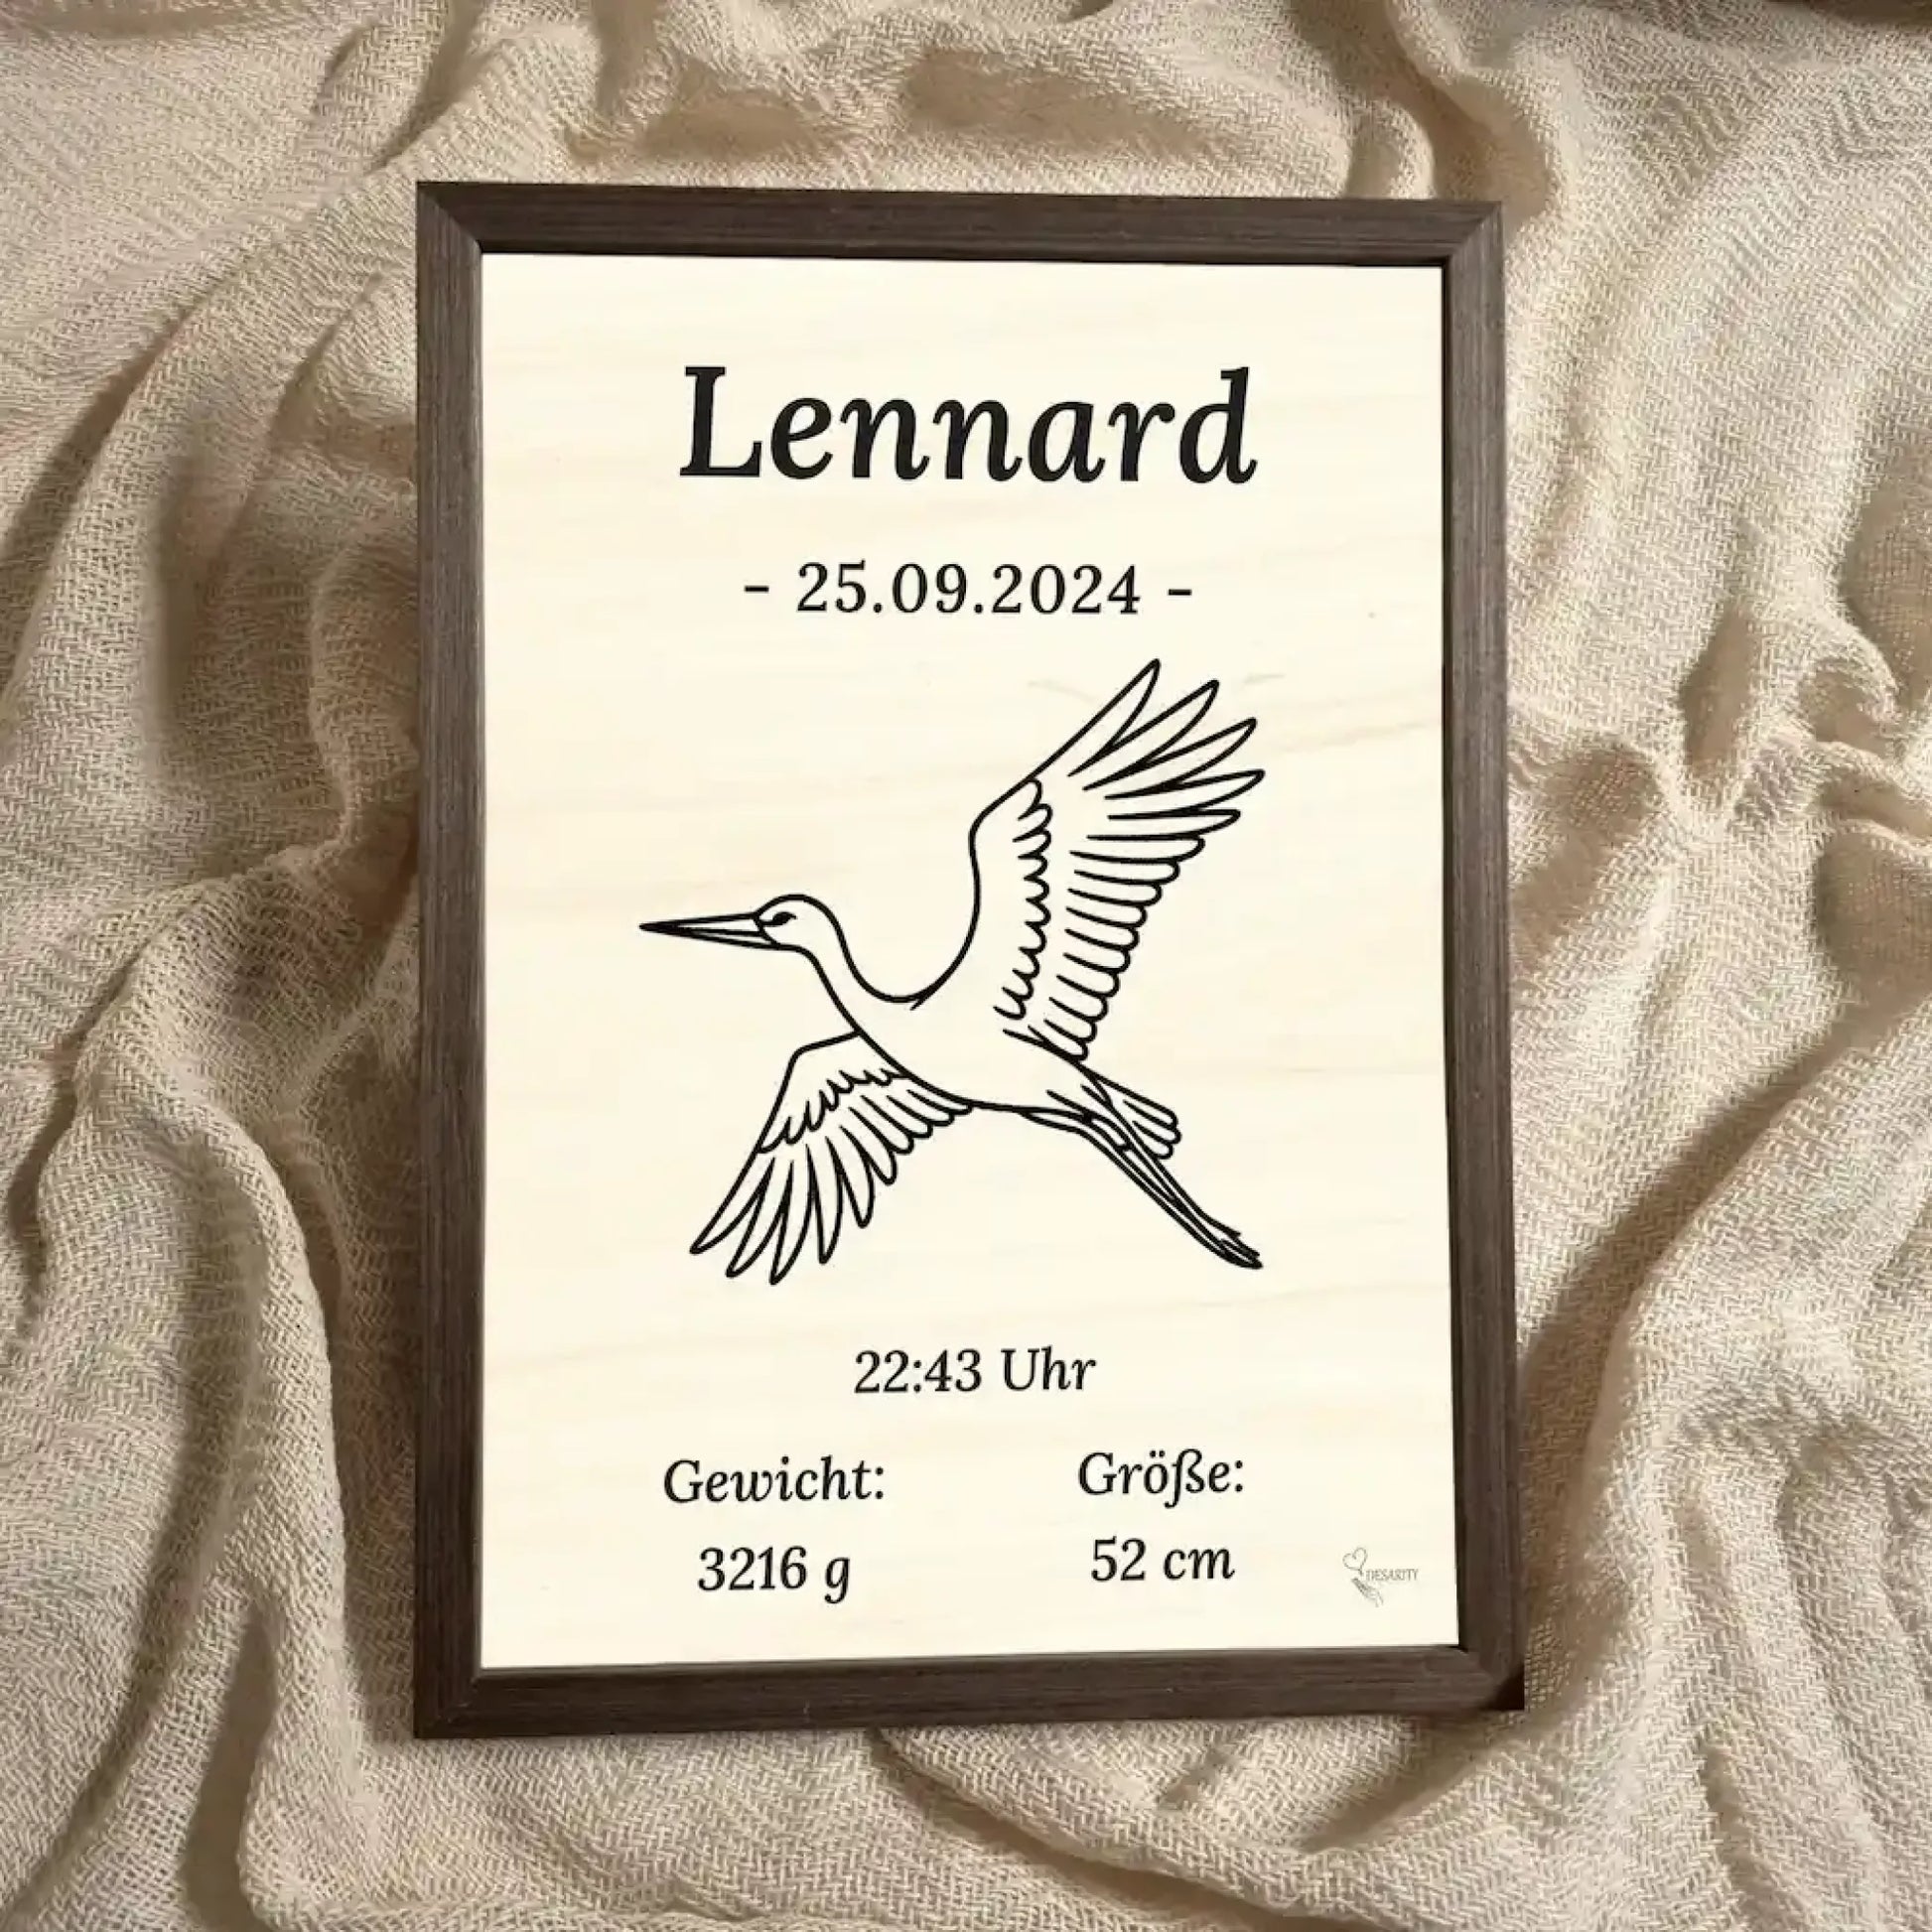 Lennard
- 25.09.2024 -
22:43 Uhr
Gewicht: Größe:
3216 g 52 cm
DESARITY